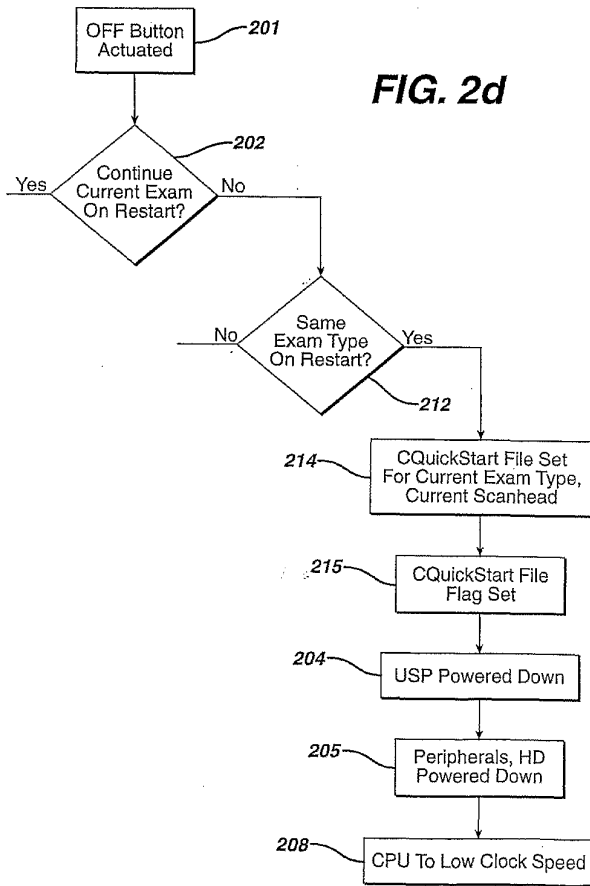 OFF Button
Actuated
201
FIG. 2d
202
Continue
Current Exam
On Restart?
Yes
No
Same
Exam Type
On Restart?
No
Yes
212
214
CQuickStart File Set
For Current Exam Type,
Current Scanhead
215
CQuickStart File
Flag Set
204
USP Powered Down
205
Peripherals, HD
Powered Down
208
CPU To Low Clock Speed